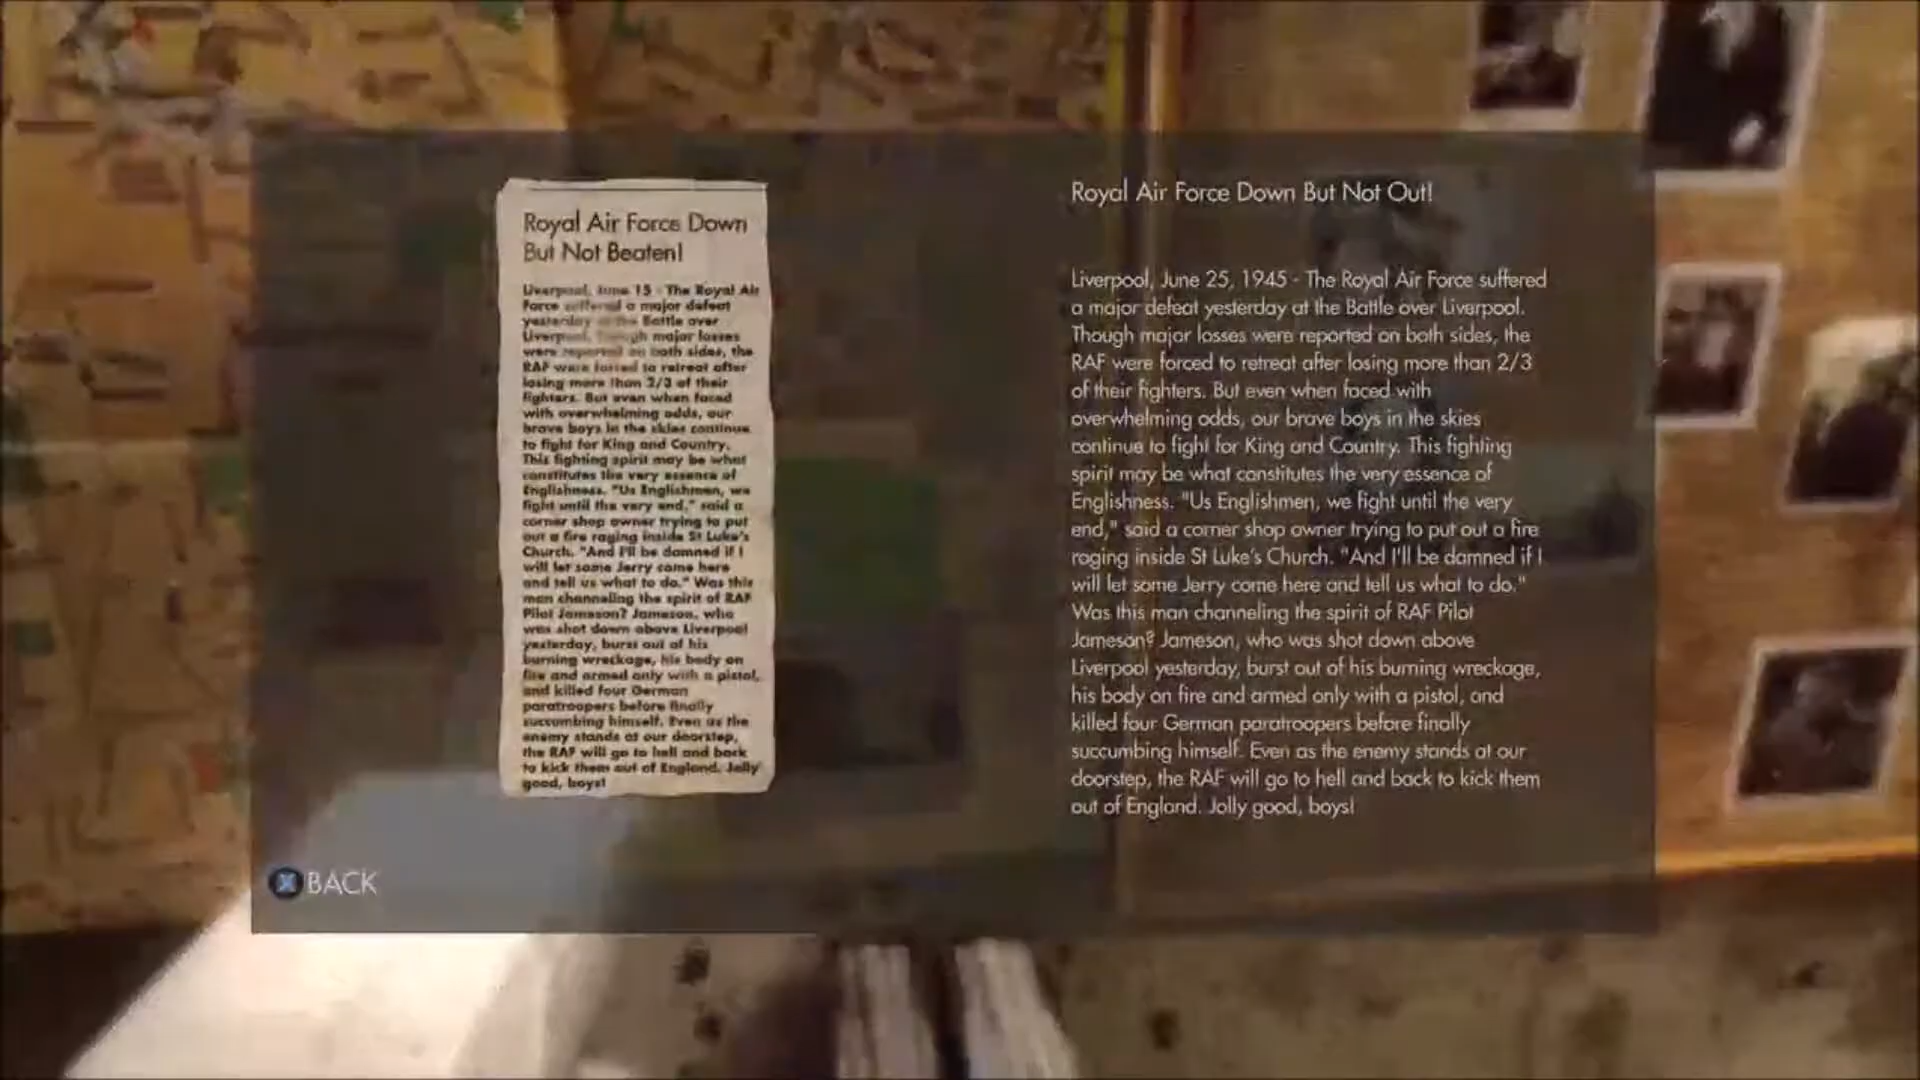 Royal Air Force Down
But Not Beaten!
Liverpool, June 15 - The Royal Air
Force suffered a major defeat
yesterday at the Battle over
Liverpool. Though major losses
were reported on both sides, the
RAF were forced to retreat after
losing more than 2/3 of their
fighters. But even when faced
with overwhelming odds, our
brave boys in the skies continue
to fight for King and Country.
This fighting spirit may be what
constitutes the very essence of
Englishness. "Us Englishmen, we
fight until the very end," said a
corner shop owner trying to put
out a fire raging inside St Luke's
Church. "And I'll be damned if I
will let some Jerry come here
and tell us what to do." Was this
man channeling the spirit of RAF
Pilot Jameson? Jameson, who
was shot down above Liverpool
yesterday, burst out of his
burning wreckage, his body on
fire and armed only with a pistol,
and killed four German
paratroopers before finally
succumbing himself. Even as the
enemy stands at our doorstep,
the RAF will go to hell and back
to kick them out of England. Jolly
good, boys!
Royal Air Force Down But Not Out!
Liverpool, June 25, 1945 - The Royal Air Force suffered
a major defeat yesterday at the Battle over Liverpool.
Though major losses were reported on both sides, the
RAF were forced to retreat after losing more than 2/3
of their fighters. But even when faced with
overwhelming odds, our brave boys in the skies
continue to fight for King and Country. This fighting
spirit may be what constitutes the very essence of
Englishness. "Us Englishmen, we fight until the very
end," said a corner shop owner trying to put out a fire
raging inside St Luke's Church. "And I'll be damned if I
will let some Jerry come here and tell us what to do."
Was this man channeling the spirit of RAF Pilot
Jameson? Jameson, who was shot down above
Liverpool yesterday, burst out of his burning wreckage,
his body on fire and armed only with a pistol, and
killed four German paratroopers before finally
succumbing himself. Even as the enemy stands at our
doorstep, the RAF will go to hell and back to kick them
out of England. Jolly good, boys!
X BACK